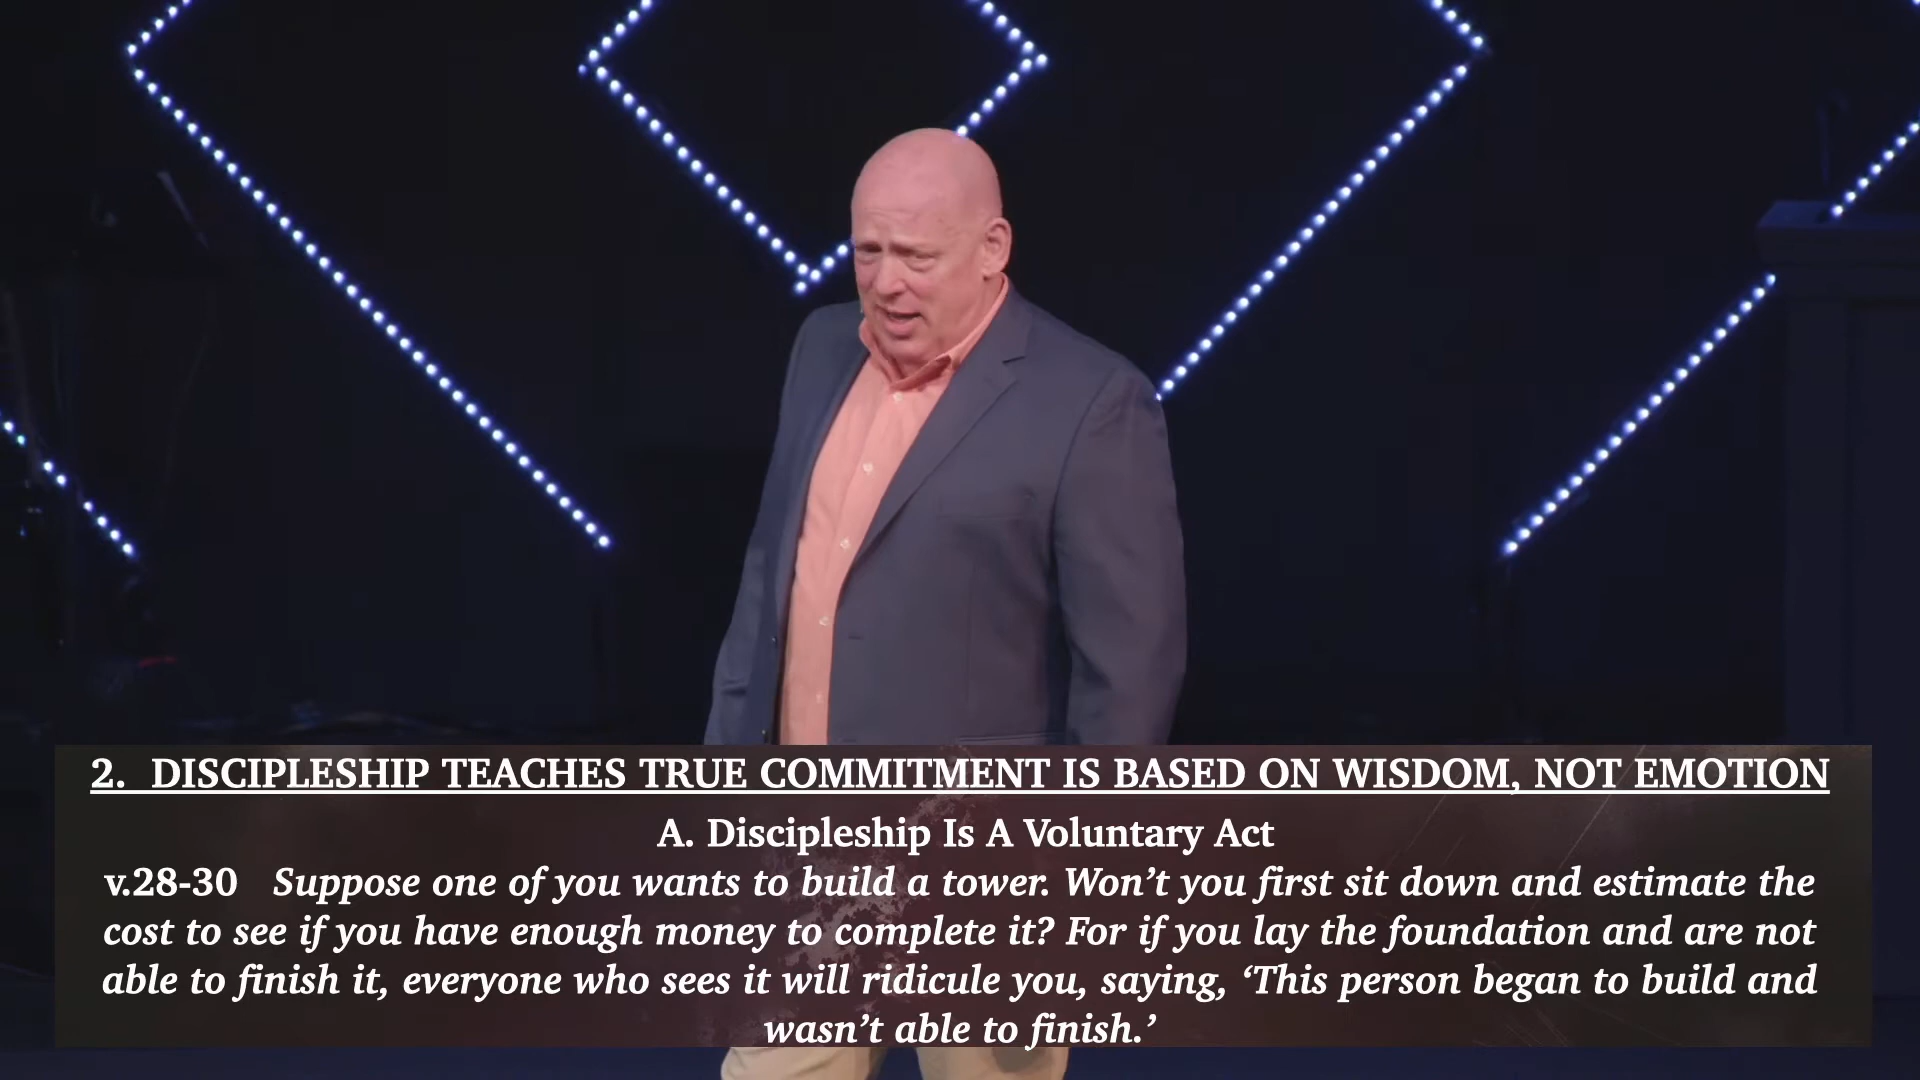 2. DISCIPLESHIP TEACHES TRUE COMMITMENT IS BASED ON WISDOM, NOT EMOTION
A. Discipleship Is A Voluntary Act
v.28-30 Suppose one of you wants to build a tower. Won’t you first sit down and estimate the
cost to see if you have enough money to complete it? For if you lay the foundation and are not
able to finish it, everyone who sees it will ridicule you, saying, ‘This person began to build and
wasn’t able to finish.’